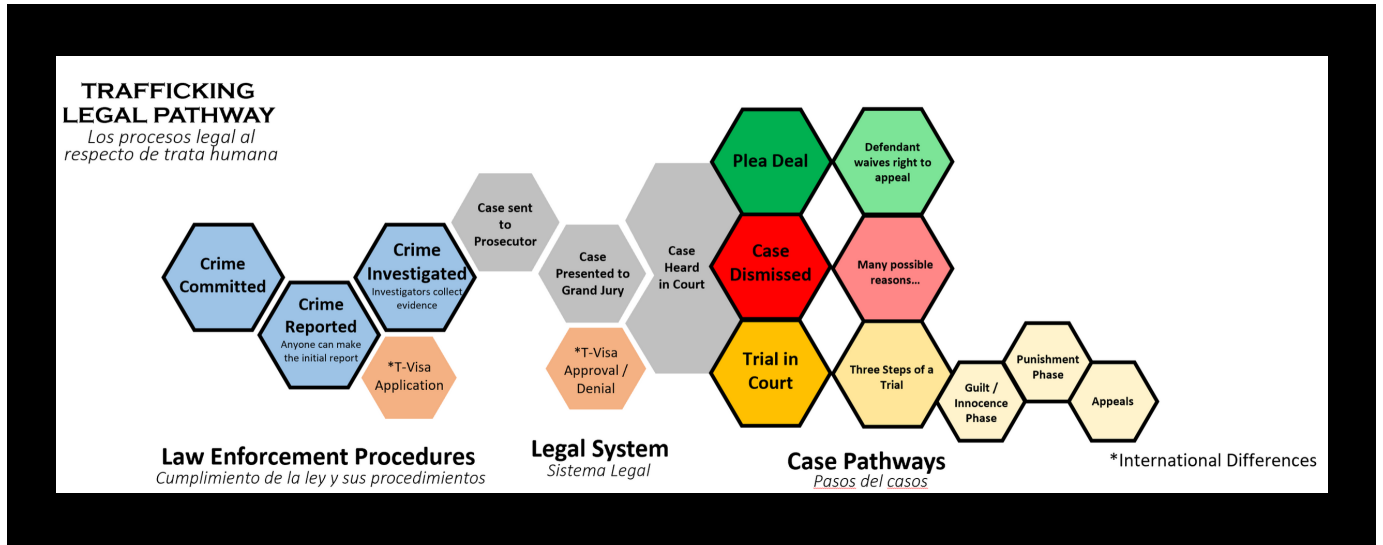 TRAFFICKING
LEGAL PATHWAY
Los procesos legal al
respecto de trata humana
Crime
Committed
Crime
Reported
Anyone can make
the initial report
Crime
Investigated
Investigators collect
evidence
*T-Visa
Application
Case sent
to
Prosecutor
Case
Presented to
Grand Jury
*T-Visa
Approval /
Denial
Case
Heard
in Court
Plea Deal
Defendant
waives right to
appeal
Case
Dismissed
Many possible
reasons...
Trial in
Court
Three Steps of a
Trial
Guilt /
Innocence
Phase
Punishment
Phase
Appeals
Law Enforcement Procedures
Cumplimiento de la ley y sus procedimientos
Legal System
Sistema Legal
Case Pathways
Pasos del casos
*International Differences